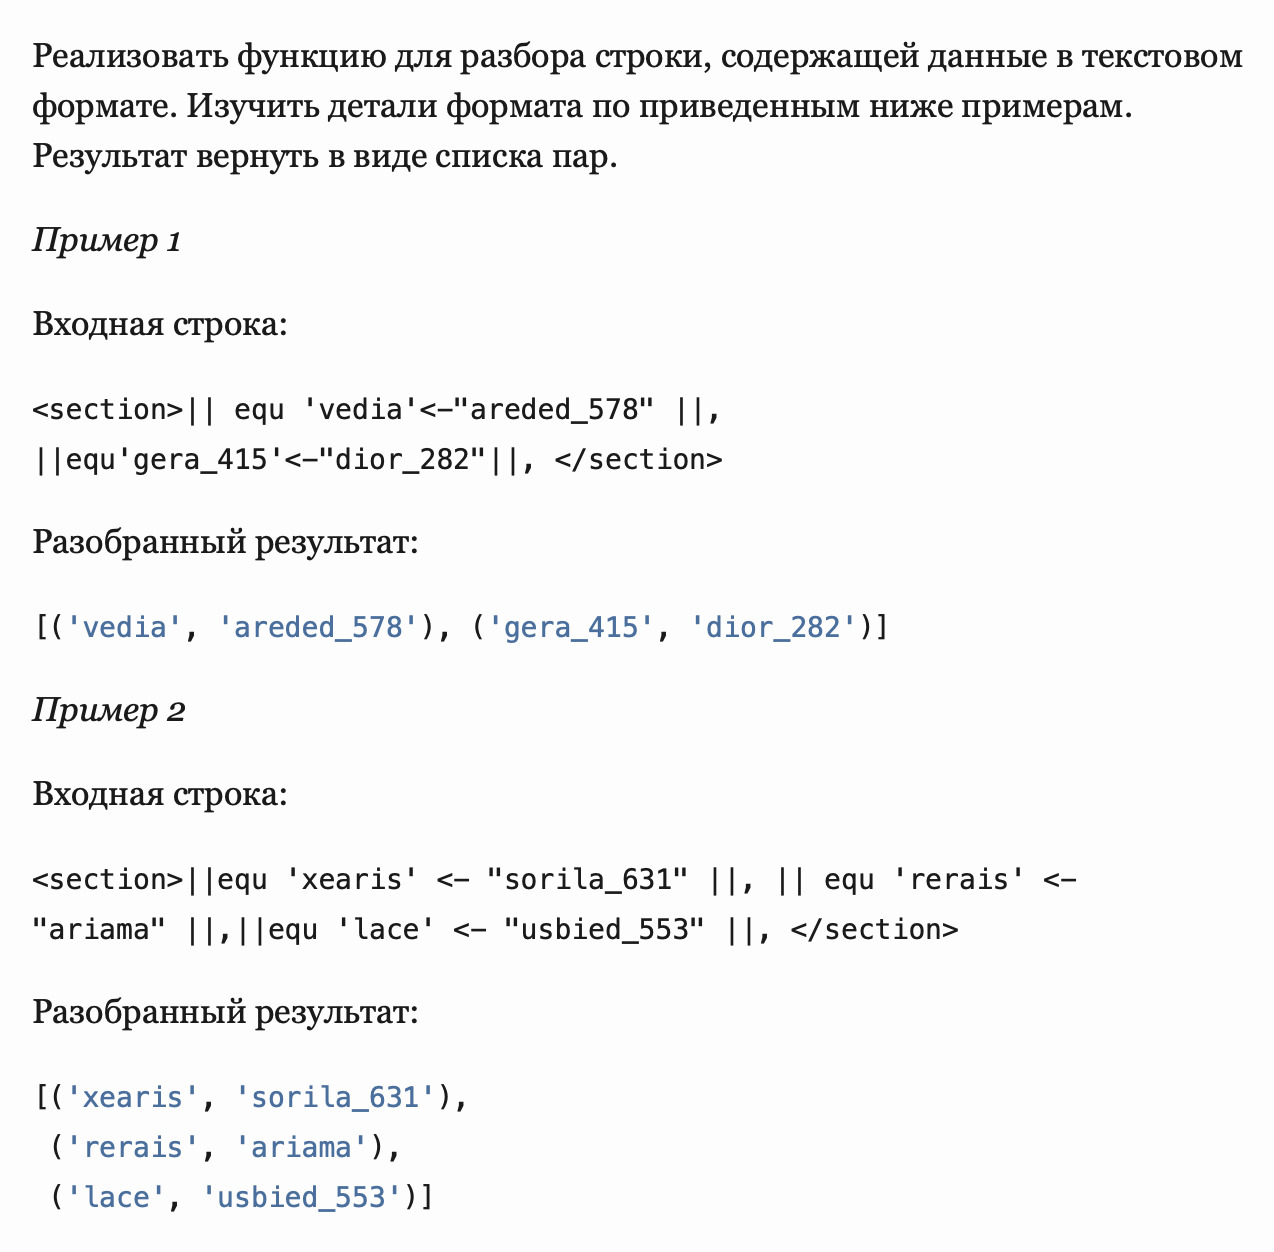 Реализовать функцию для разбора строки, содержащей данные в текстовом
формате. Изучить детали формата по приведенным ниже примерам.
Результат вернуть в виде списка пар.
Пример 1
Входная строка:
<section>|| equ 'vedia'<-"areded_578" ||,
||equ'gera_415'<-"dior_282"||, </section>
Разобранный результат:
[('vedia', 'areded_578'), ('gera_415', 'dior_282')]
Пример 2
Входная строка:
<section>||equ 'xearis' <- "sorila_631" ||, || equ 'rerais' <-
"ariama" ||,||equ 'lace' <- "usbied_553" ||, </section>
Разобранный результат:
[('xearis', 'sorila_631'),
 ('rerais', 'ariama'),
 ('lace', 'usbied_553')]